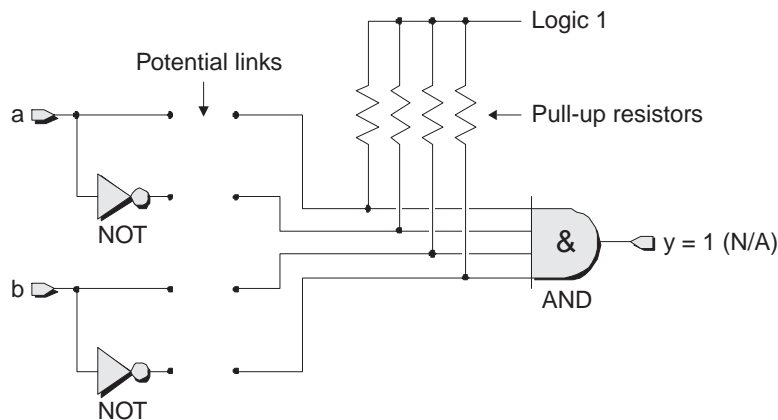 Logic 1
Potential links
a
Pull-up resistors
NOT
&
y = 1 (N/A)
b
AND
NOT